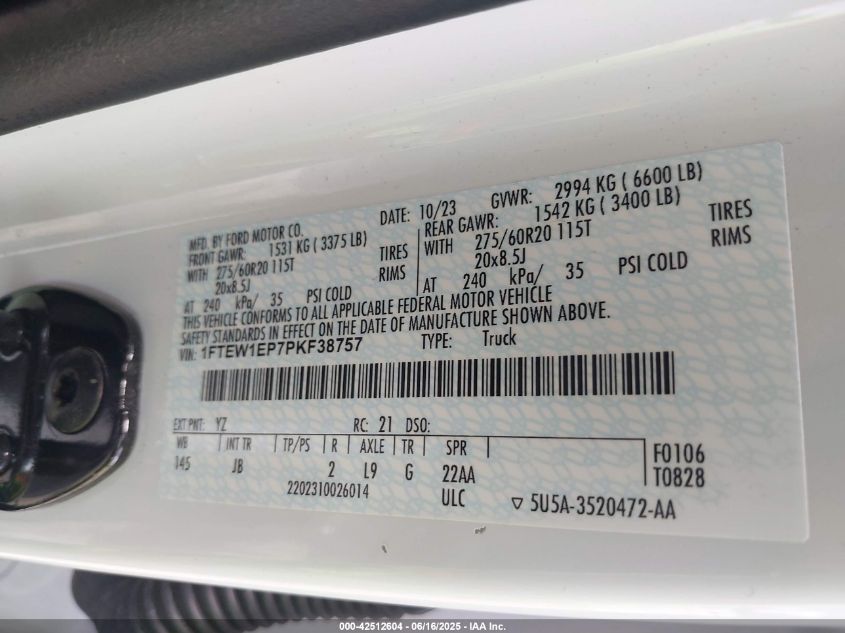 MFD. BY FORD MOTOR CO.
DATE: 10/23 GVWR: 2994 KG ( 6600 LB)
FRONT GAWR: 1531 KG ( 3375 LB)
REAR GAWR: 1542 KG ( 3400 LB)
WITH 275/60R20 115T TIRES
WITH 275/60R20 115T TIRES
20x8.5J RIMS
20x8.5J RIMS
AT 240 kPa/ 35 PSI COLD
AT 240 kPa/ 35 PSI COLD
THIS VEHICLE CONFORMS TO ALL APPLICABLE FEDERAL MOTOR VEHICLE
SAFETY STANDARDS IN EFFECT ON THE DATE OF MANUFACTURE SHOWN ABOVE.
VIN: 1FTEW1EP7PKF38757 TYPE: Truck
EXT PNT: YZ RC: 21 DSO:
WB INT TR TP/PS R AXLE TR SPR
145 JB 2 L9 G 22AA
F0106
T0828
2202310026014 ULC
▽ 5U5A-3520472-AA
000-42512604 - 06/16/2025 - IAA Inc.